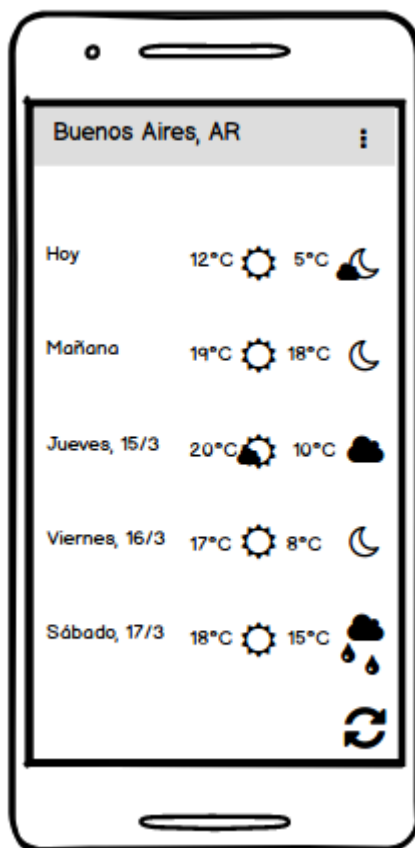 Buenos Aires, AR
Hoy 12°C 5°C
Mañana 19°C 18°C
Jueves, 15/3 20°C 10°C
Viernes, 16/3 17°C 8°C
Sábado, 17/3 18°C 15°C